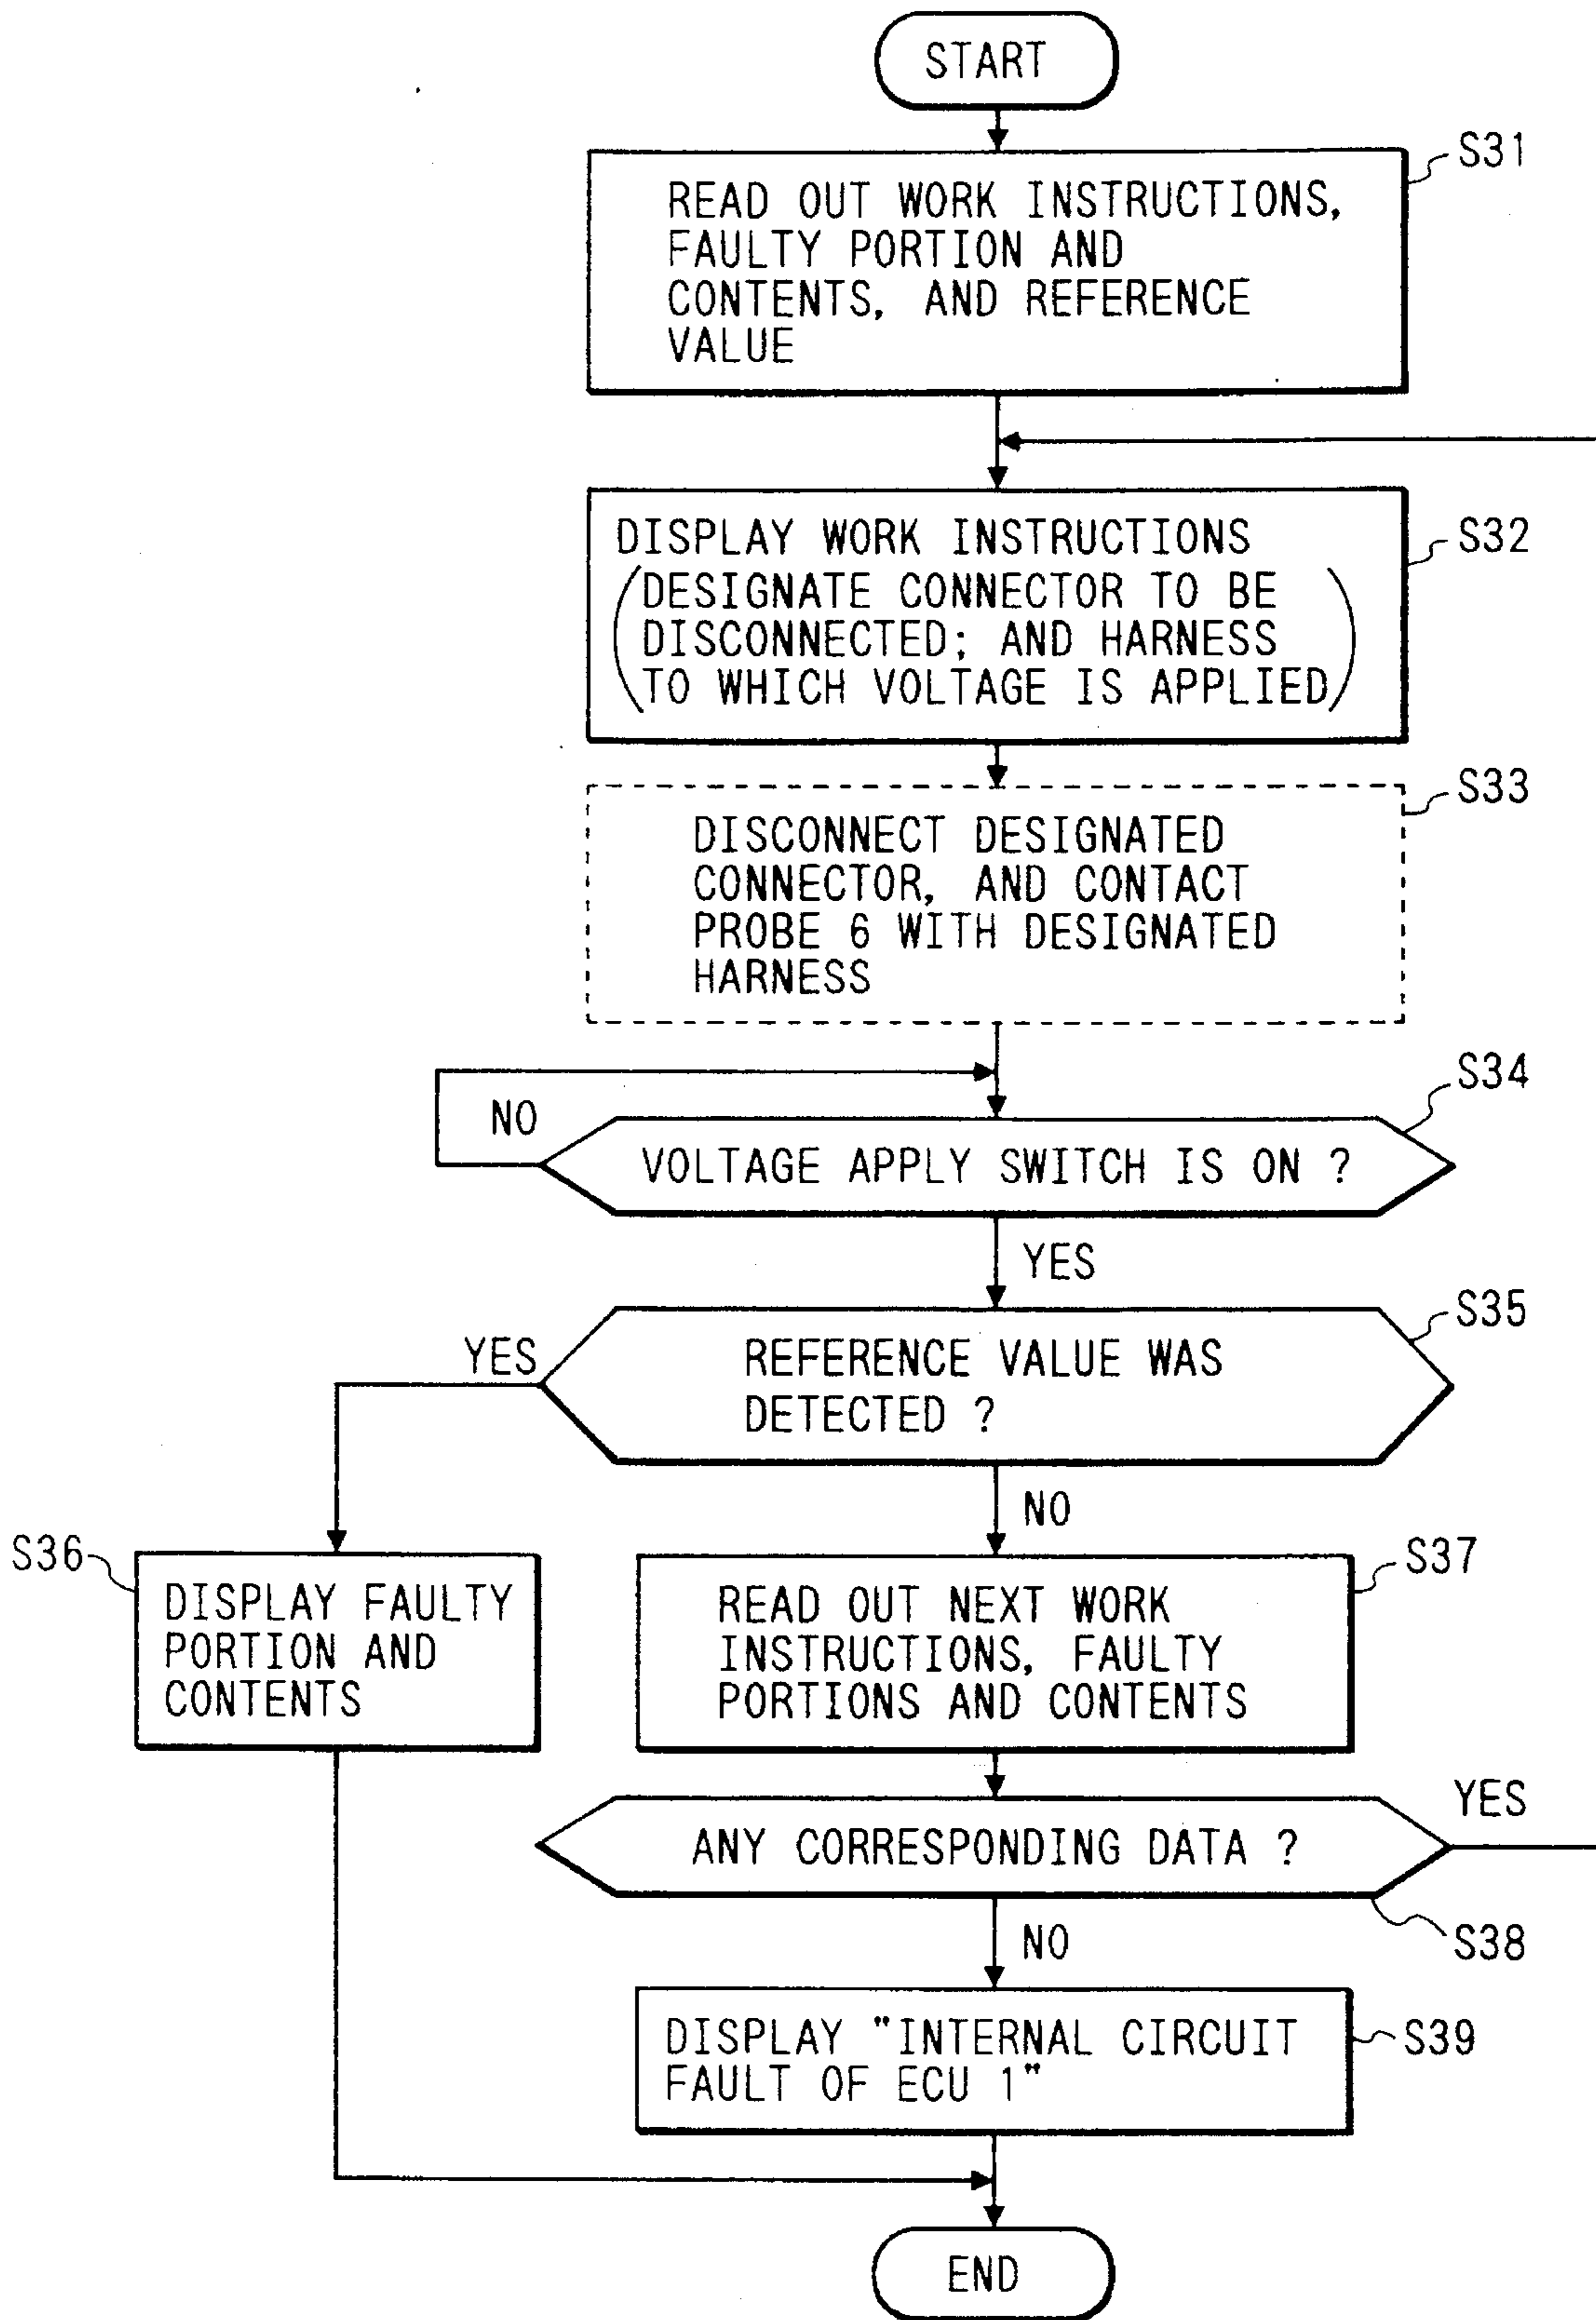 START
S31
READ OUT WORK INSTRUCTIONS,
FAULTY PORTION AND
CONTENTS, AND REFERENCE
VALUE
S32
DISPLAY WORK INSTRUCTIONS
(DESIGNATE CONNECTOR TO BE
DISCONNECTED; AND HARNESS
TO WHICH VOLTAGE IS APPLIED)
S33
DISCONNECT DESIGNATED
CONNECTOR, AND CONTACT
PROBE 6 WITH DESIGNATED
HARNESS
S34
NO
VOLTAGE APPLY SWITCH IS ON ?
YES
S35
YES
REFERENCE VALUE WAS
DETECTED ?
NO
S36
DISPLAY FAULTY
PORTION AND
CONTENTS
S37
READ OUT NEXT WORK
INSTRUCTIONS, FAULTY
PORTIONS AND CONTENTS
YES
ANY CORRESPONDING DATA ?
S38
NO
DISPLAY "INTERNAL CIRCUIT
FAULT OF ECU 1"
S39
END